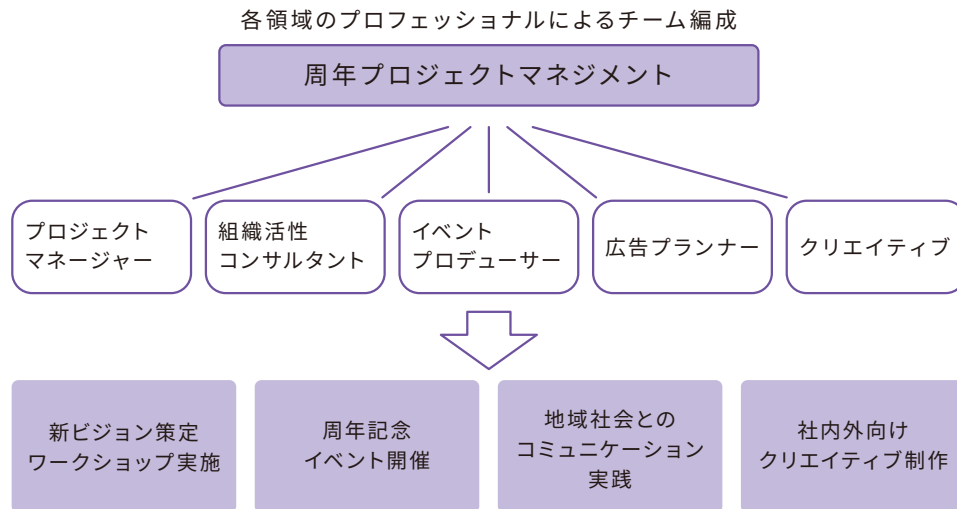 各領域のプロフェッショナルによるチーム編成
周年プロジェクトマネジメント
プロジェクト
マネージャー
組織活性
コンサルタント
イベント
プロデューサー
広告プランナー
クリエイティブ
新ビジョン策定
ワークショップ実施
周年記念
イベント開催
地域社会との
コミュニケーション
実践
社内外向け
クリエイティブ制作